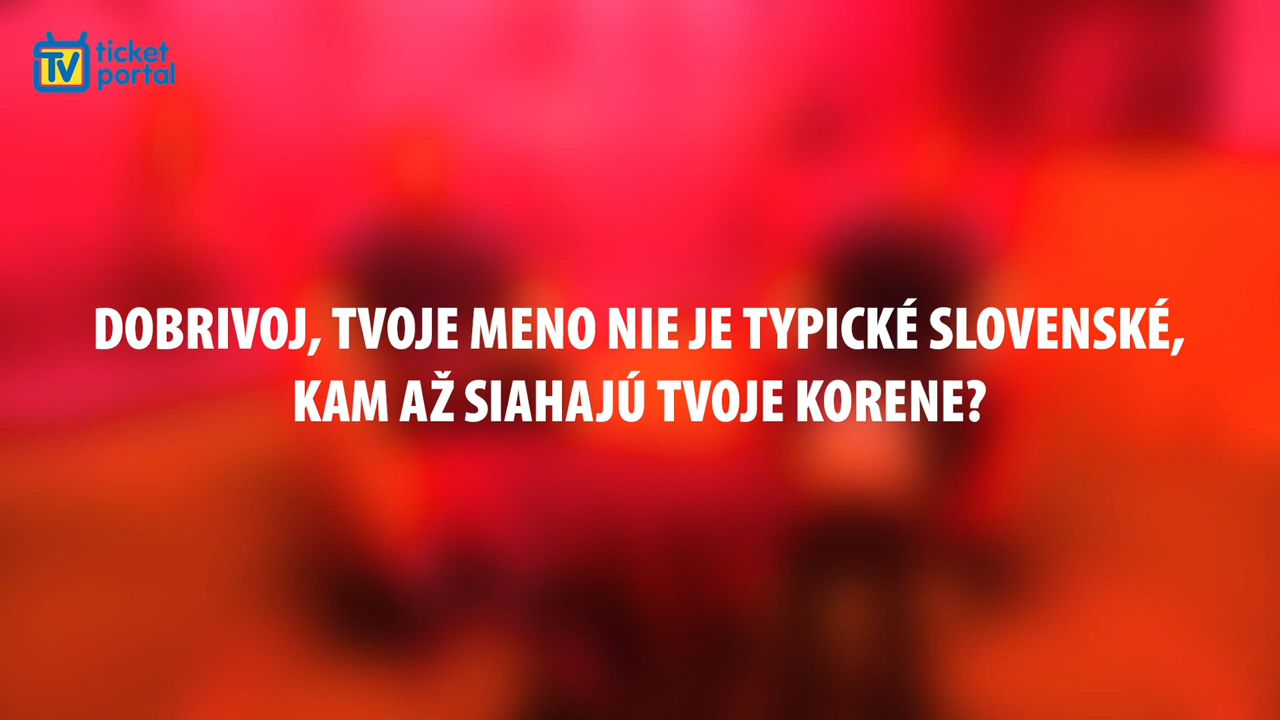 TV ticket
portal
DOBRIVOJ, TVOJE MENO NIE JE TYPICKÉ SLOVENSKÉ,
KAM AŽ SIAHAJÚ TVOJE KORENE?